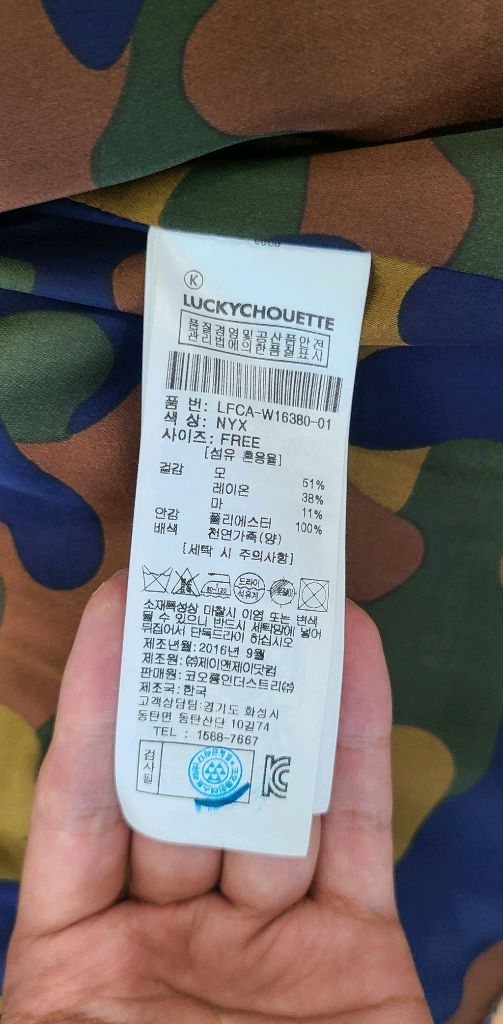 K
LUCKYCHOUETTE
품질경영및공산품안전
관리법에의한품질표시
품 번: LFCA-W16380-01
색 상: NYX
사이즈: FREE
[섬유 혼용율]
겉감 모 51%
레이온 38%
마 11%
안감 폴리에스터 100%
배색 천연가죽(양)
[세탁 시 주의사항]
드라이
석유계
소재특성상 마찰시 이염 또는 변색
될 수 있으니 반드시 세탁망에 넣어
뒤집어서 단독드라이 하십시오
제조년월:2016년 9월
제조원: ㈜제이앤제이닷컴
판매원: 코오롱인더스트리㈜
제조국:한국
고객상담팀:경기도 화성시
동탄면 동탄산단 10길74
TEL : 1588-7667
검사필
KC